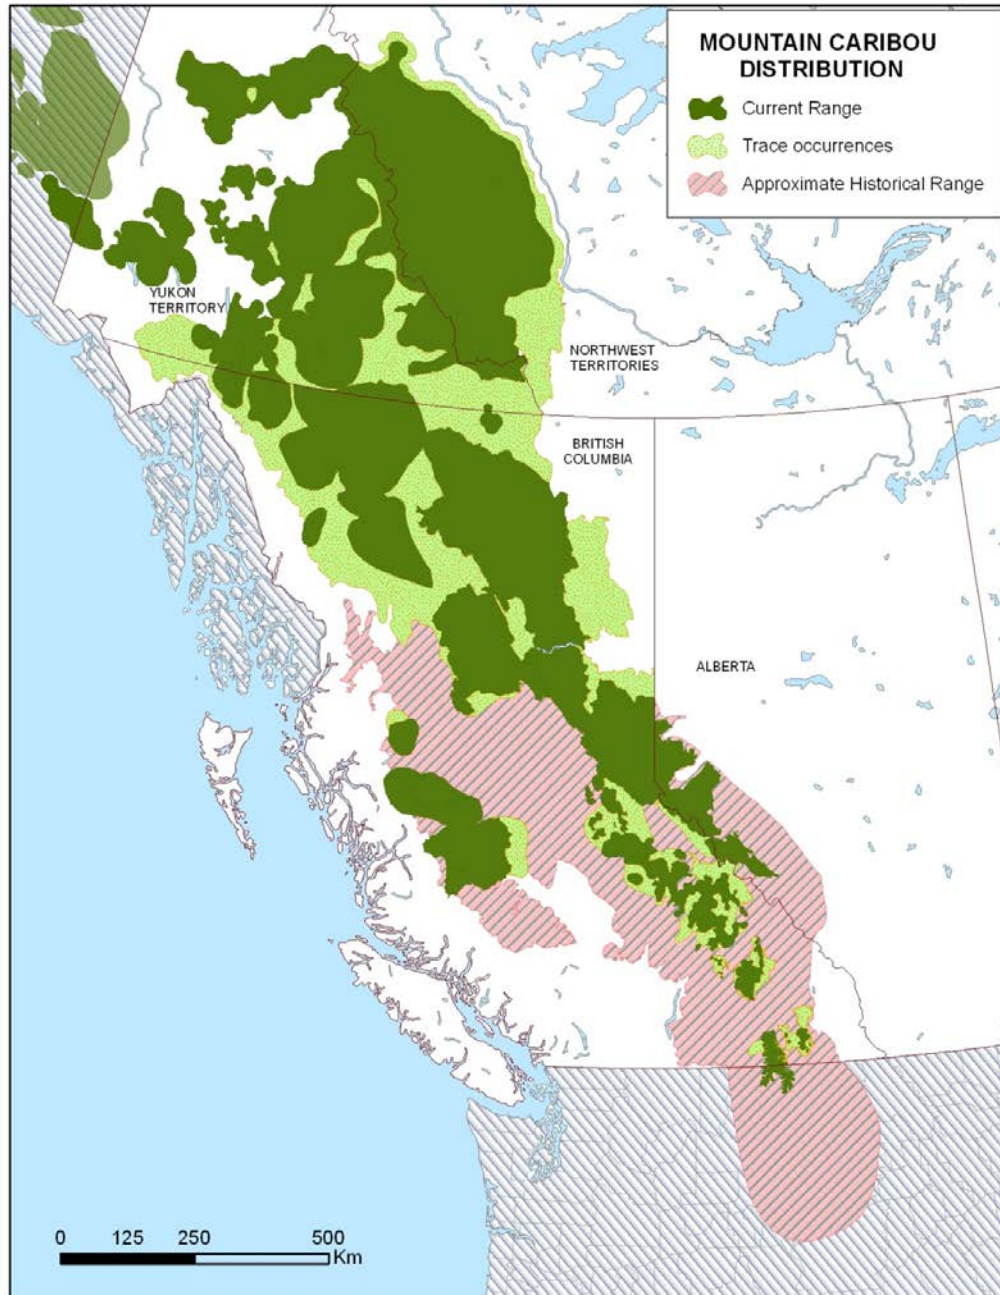 MOUNTAIN CARIBOU
DISTRIBUTION
Current Range
Trace occurrences
Approximate Historical Range
YUKON
TERRITORY
NORTHWEST
TERRITORIES
BRITISH
COLUMBIA
ALBERTA
0 125 250 500
Km